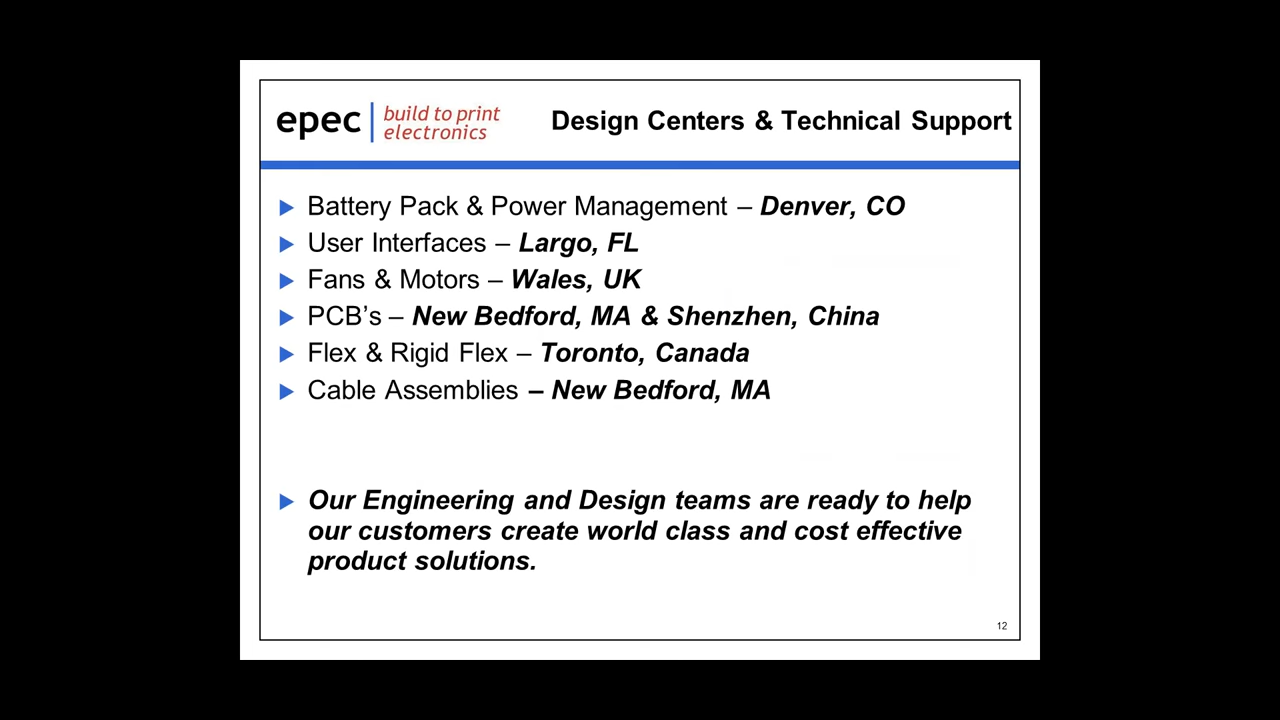 epec
build to print
electronics
Design Centers & Technical Support
Battery Pack & Power Management – Denver, CO
User Interfaces – Largo, FL
Fans & Motors – Wales, UK
PCB’s – New Bedford, MA & Shenzhen, China
Flex & Rigid Flex – Toronto, Canada
Cable Assemblies – New Bedford, MA
Our Engineering and Design teams are ready to help
our customers create world class and cost effective
product solutions.
12